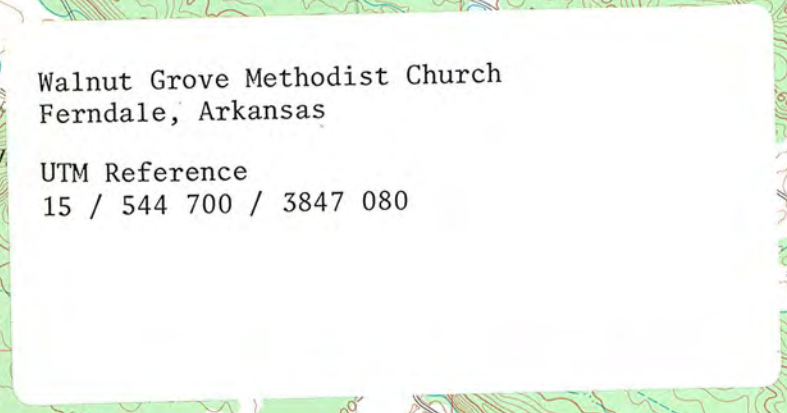 Walnut Grove Methodist Church
Ferndale, Arkansas
UTM Reference
15 / 544 700 / 3847 080